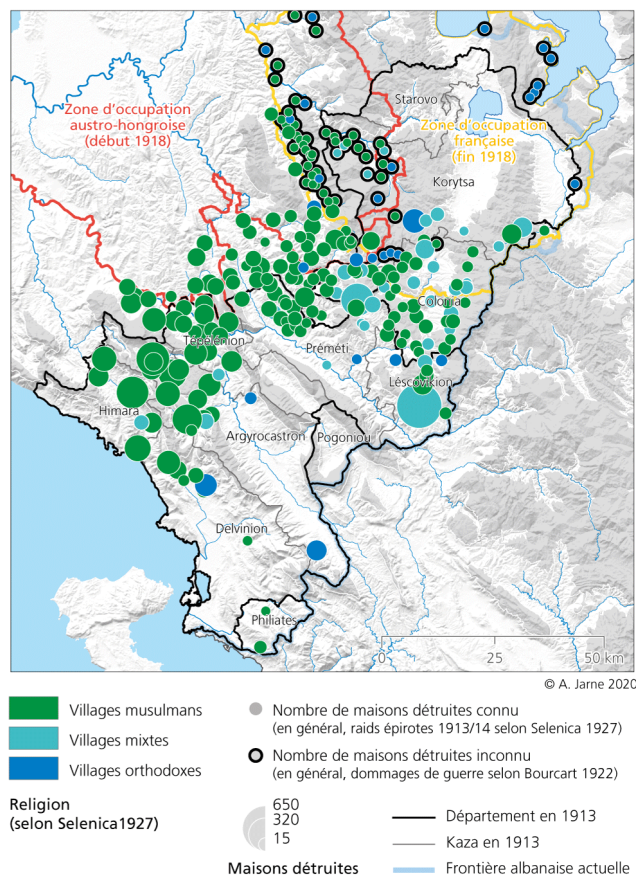 Zone d'occupation
austro-hongroise
(début 1918)
Starovo
Zone d'occupation
française
(fin 1918)
Korytsa
Colonia
Tépélénion
Préméti
Léscovikion
Himara
Argyrocastron
Pogoniou
Delvinion
Philiates
0
25
50 km
© A. Jarne 2020
Villages musulmans
Villages mixtes
Villages orthodoxes
Religion
(selon Selenica1927)
Nombre de maisons détruites connu
(en général, raids épirotes 1913/14 selon Selenica 1927)
Nombre de maisons détruites inconnu
(en général, dommages de guerre selon Bourcart 1922)
650
320
15
Maisons détruites
Département en 1913
Kaza en 1913
Frontière albanaise actuelle